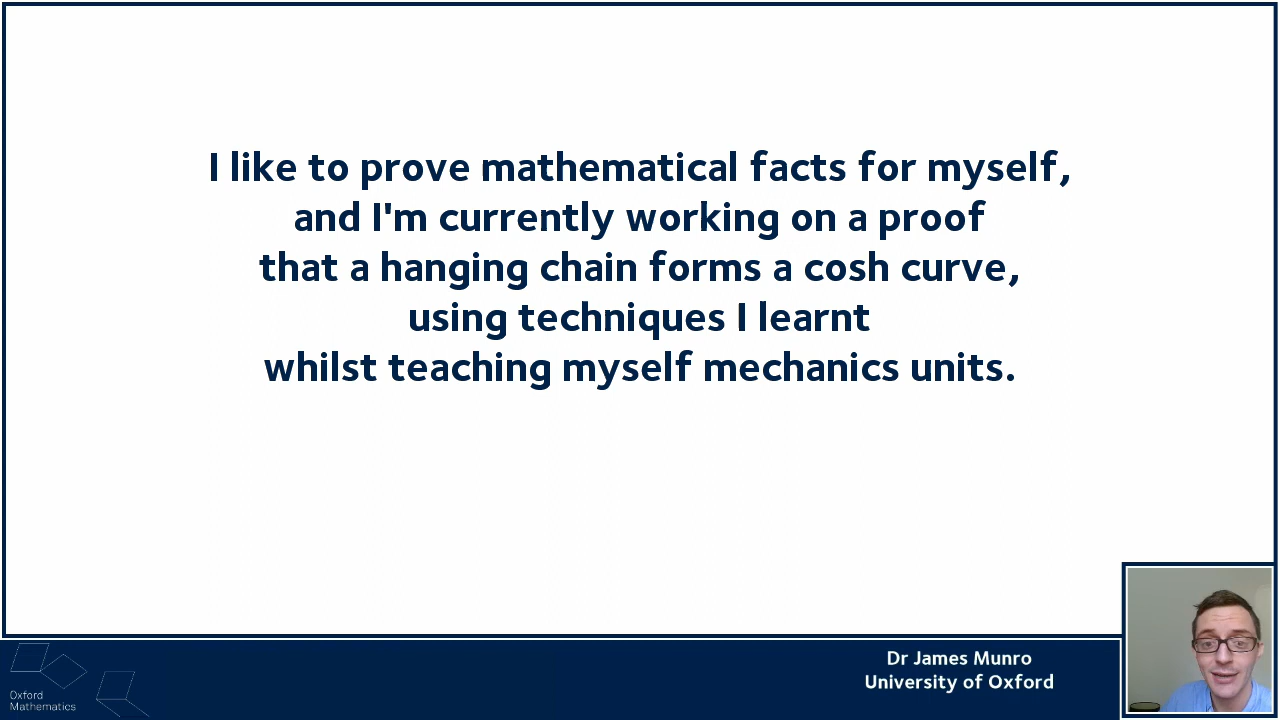 I like to prove mathematical facts for myself,
and I'm currently working on a proof
that a hanging chain forms a cosh curve,
using techniques I learnt
whilst teaching myself mechanics units.
Dr James Munro
University of Oxford
Oxford
Mathematics